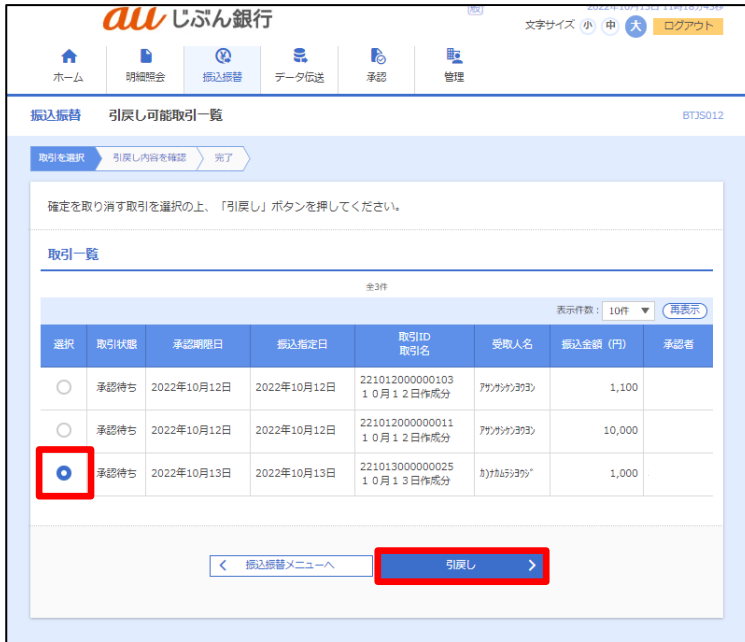 au じぶん銀行
文字サイズ 小 中 大 ログアウト
ホーム 明細照会 振込振替 データ伝送 承認 管理
振込振替 引戻し可能取引一覧 BTJS012
取引を選択 引戻し内容を確認 完了
確定を取り消す取引を選択の上、「引戻し」ボタンを押してください。
取引一覧
全3件
表示件数： 10件 ▼ 再表示
選択 取引状態 承認期限日 振込指定日 取引ID 受取人名 振込金額（円） 承認者
取引名
承認待ち 2022年10月12日 2022年10月12日 221012000000103 ｱｻﾝｻｼｹﾝﾖｳﾖﾝ 1,100
１０月１２日作成分
承認待ち 2022年10月12日 2022年10月12日 221012000000011 ｱｻﾝｻｼｹﾝﾖｳﾖﾝ 10,000
１０月１２日作成分
承認待ち 2022年10月13日 2022年10月13日 221013000000025 1,000
１０月１３日作成分
振込振替メニューへ 引戻し